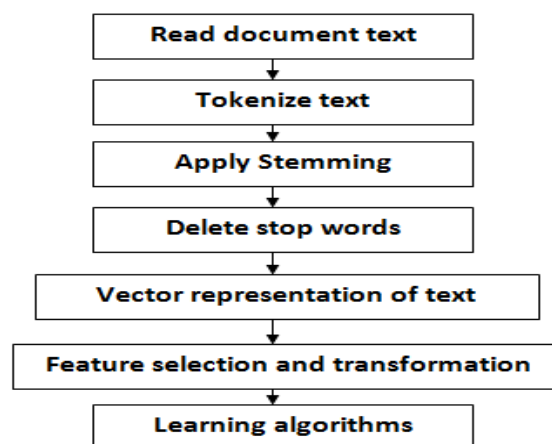 Read document text
Tokenize text
Apply Stemming
Delete stop words
Vector representation of text
Feature selection and transformation
Learning algorithms